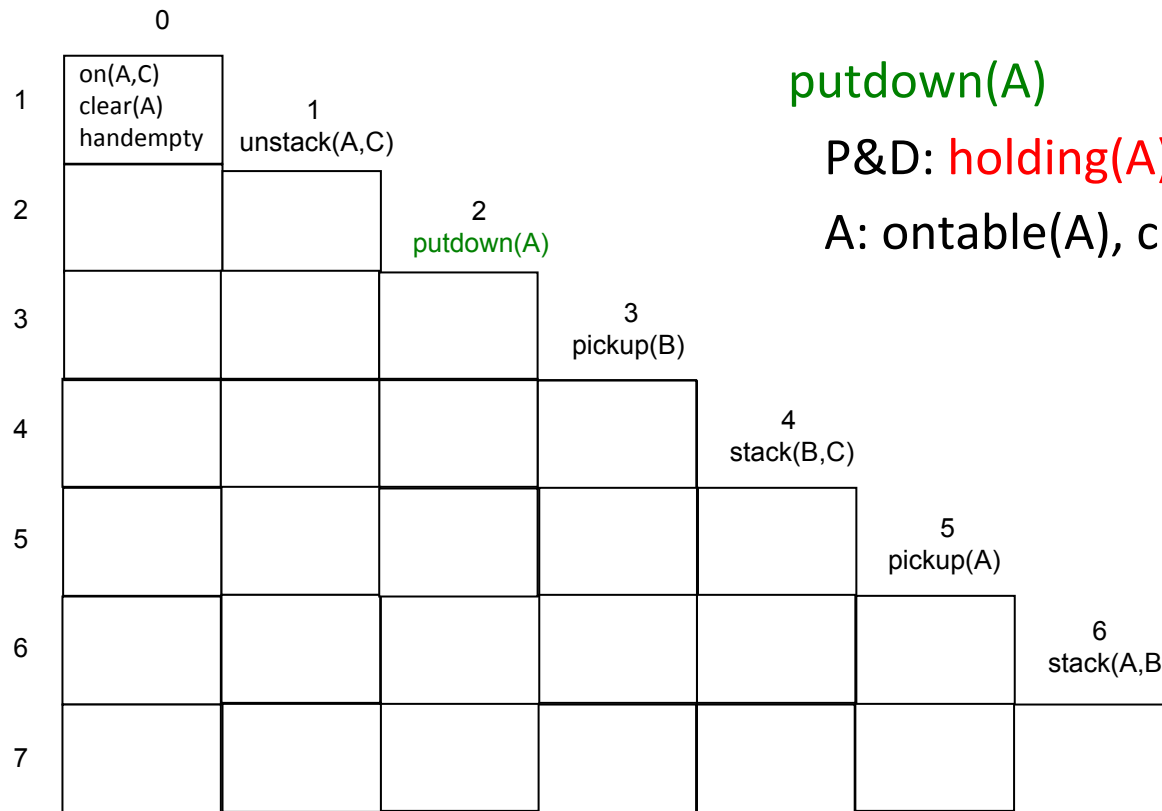 0
1
on(A,C)
clear(A)
handempty
1
unstack(A,C)
putdown(A)
P&D: holding(A)
A: ontable(A), c
2
2
putdown(A)
3
3
pickup(B)
4
4
stack(B,C)
5
5
pickup(A)
6
6
stack(A,B
7